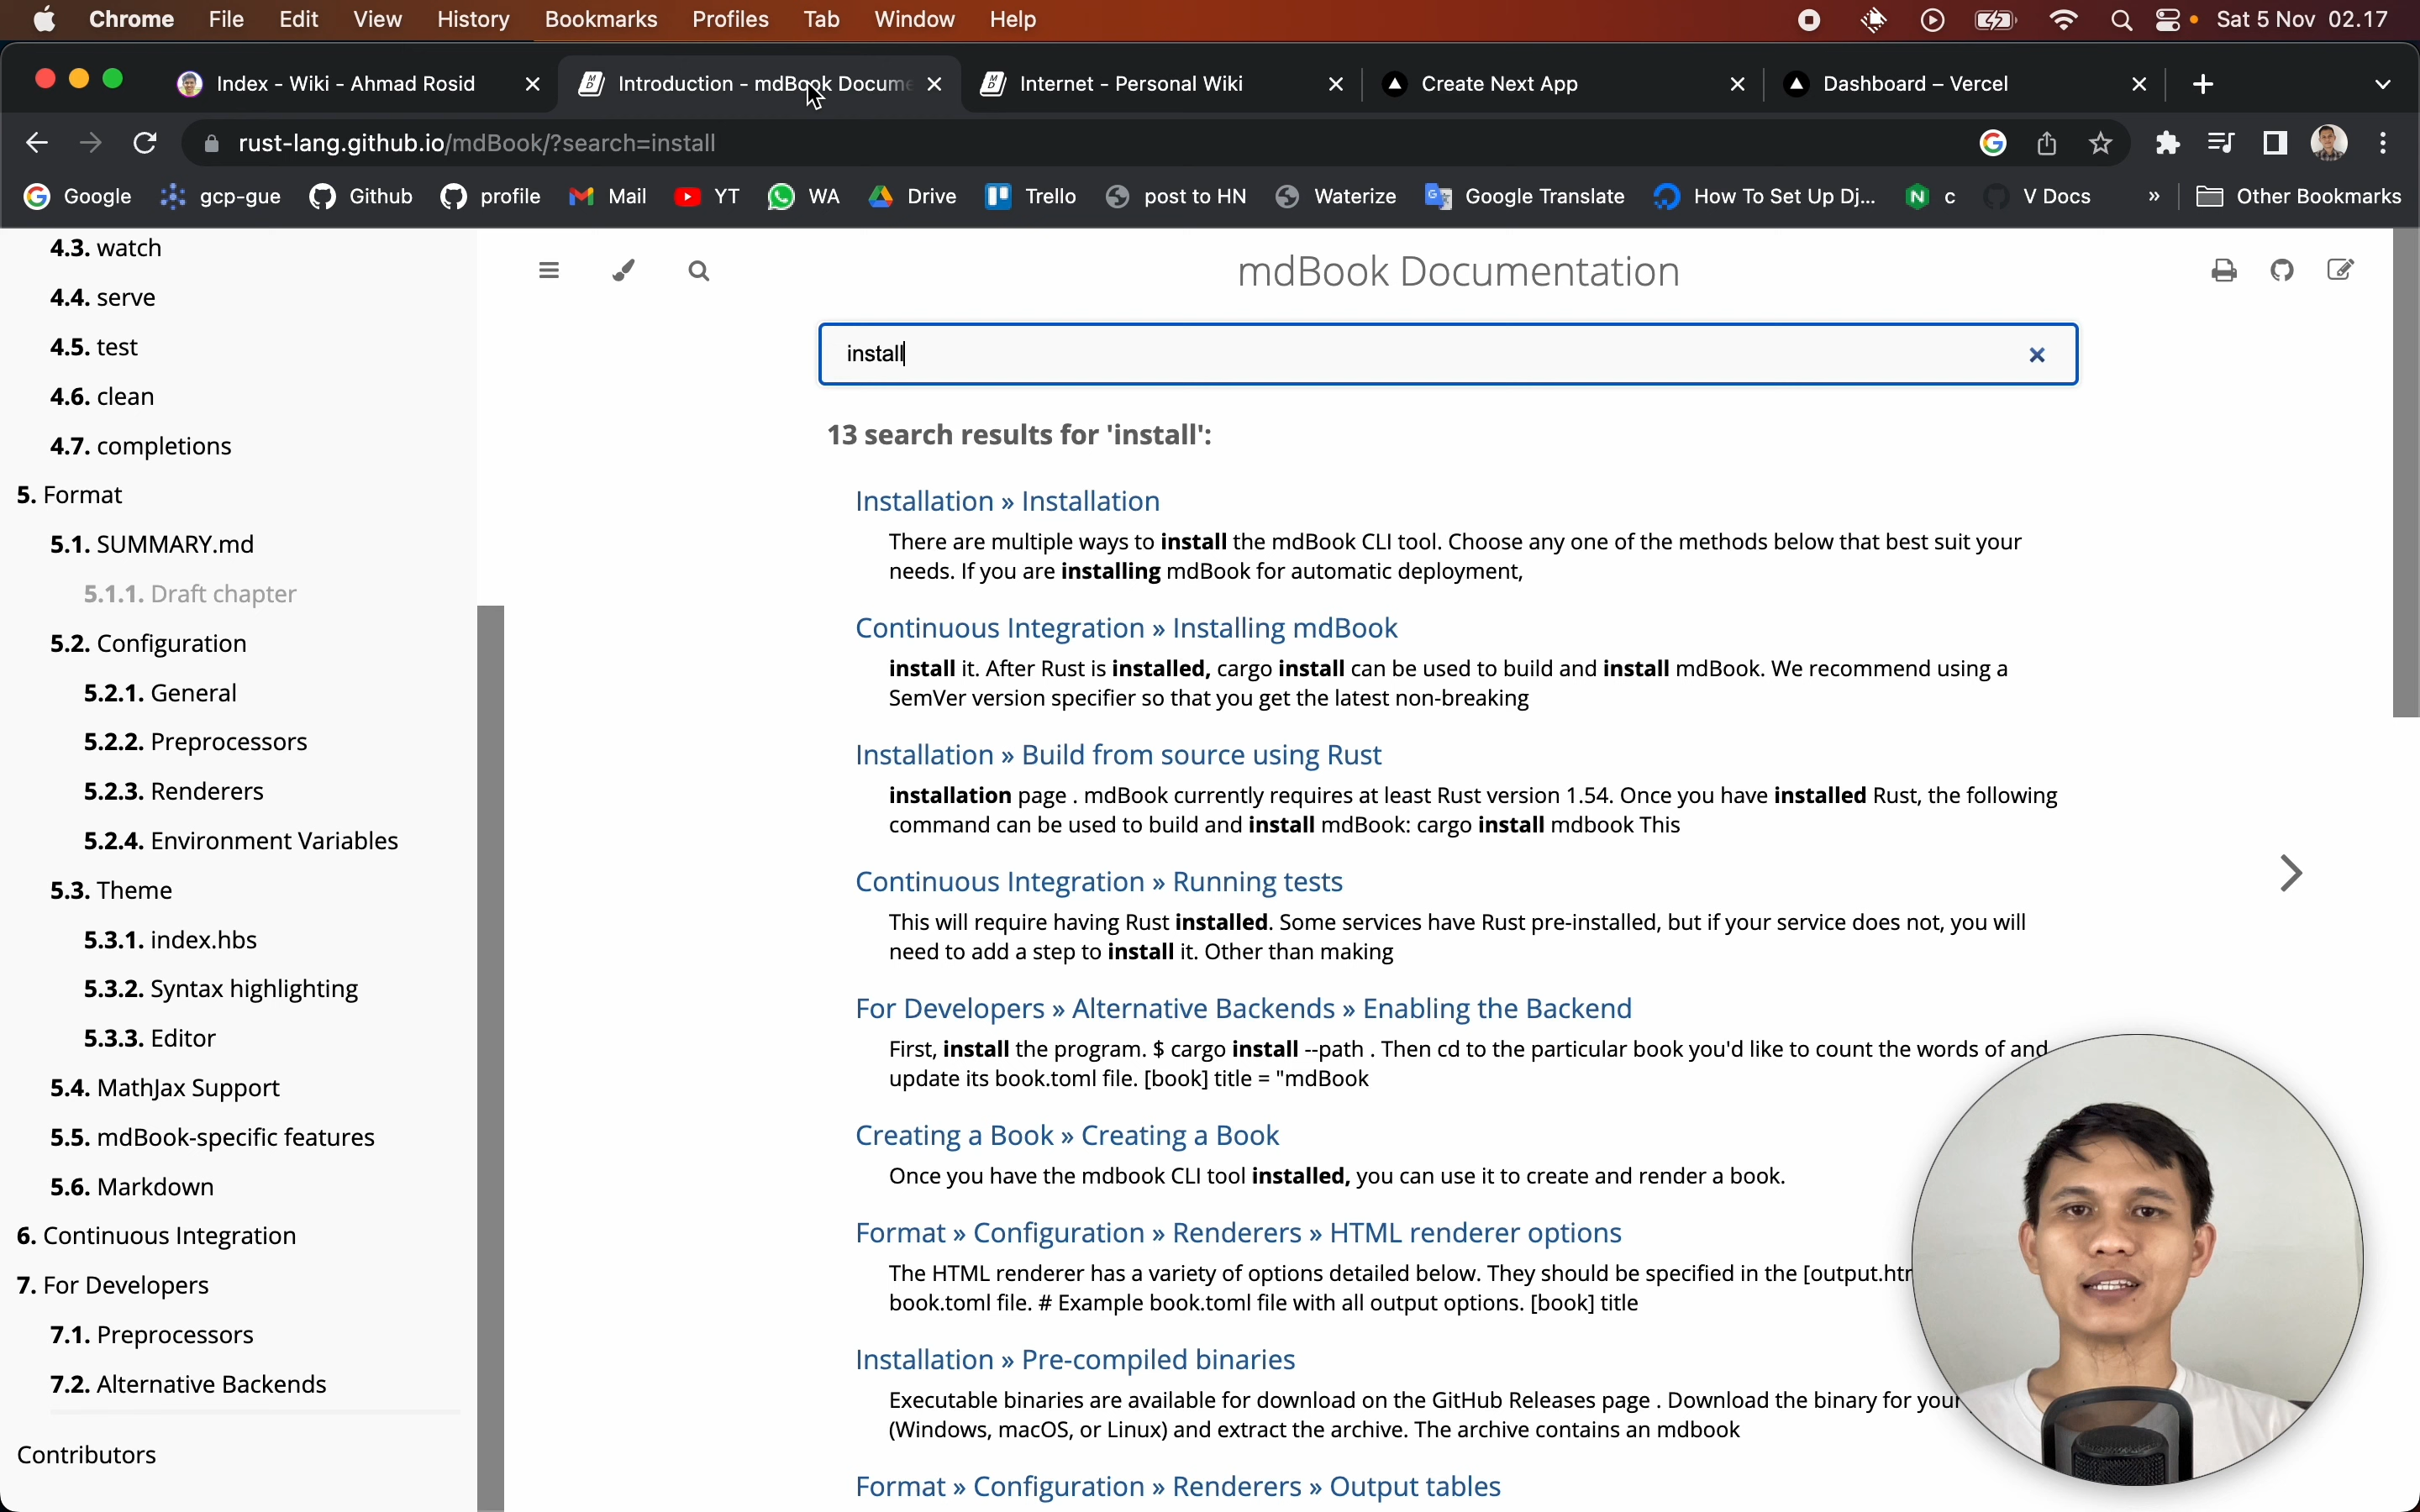 Chrome File Edit View History Bookmarks Profiles Tab Window Help Sat 5 Nov 02.17
Index - Wiki - Ahmad Rosid Introduction - mdBook Docume Internet - Personal Wiki Create Next App Dashboard – Vercel
rust-lang.github.io/mdBook/?search=install
Google gcp-gue Github profile Mail YT WA Drive Trello post to HN Waterize Google Translate How To Set Up Dj... c V Docs » Other Bookmarks
4.3. watch
4.4. serve
4.5. test
4.6. clean
4.7. completions
5. Format
5.1. SUMMARY.md
5.1.1. Draft chapter
5.2. Configuration
5.2.1. General
5.2.2. Preprocessors
5.2.3. Renderers
5.2.4. Environment Variables
5.3. Theme
5.3.1. index.hbs
5.3.2. Syntax highlighting
5.3.3. Editor
5.4. MathJax Support
5.5. mdBook-specific features
5.6. Markdown
6. Continuous Integration
7. For Developers
7.1. Preprocessors
7.2. Alternative Backends
Contributors
mdBook Documentation
install
13 search results for 'install':
Installation » Installation
There are multiple ways to install the mdBook CLI tool. Choose any one of the methods below that best suit your
needs. If you are installing mdBook for automatic deployment,
Continuous Integration » Installing mdBook
install it. After Rust is installed, cargo install can be used to build and install mdBook. We recommend using a
SemVer version specifier so that you get the latest non-breaking
Installation » Build from source using Rust
installation page . mdBook currently requires at least Rust version 1.54. Once you have installed Rust, the following
command can be used to build and install mdBook: cargo install mdbook This
Continuous Integration » Running tests
This will require having Rust installed. Some services have Rust pre-installed, but if your service does not, you will
need to add a step to install it. Other than making
For Developers » Alternative Backends » Enabling the Backend
First, install the program. $ cargo install --path . Then cd to the particular book you'd like to count the words of and
update its book.toml file. [book] title = "mdBook
Creating a Book » Creating a Book
Once you have the mdbook CLI tool installed, you can use it to create and render a book.
Format » Configuration » Renderers » HTML renderer options
The HTML renderer has a variety of options detailed below. They should be specified in the
book.toml file. # Example book.toml file with all output options. [book] title
Installation » Pre-compiled binaries
Executable binaries are available for download on the GitHub Releases page . Download the binary for your
(Windows, macOS, or Linux) and extract the archive. The archive contains an mdbook
Format » Configuration » Renderers » Output tables